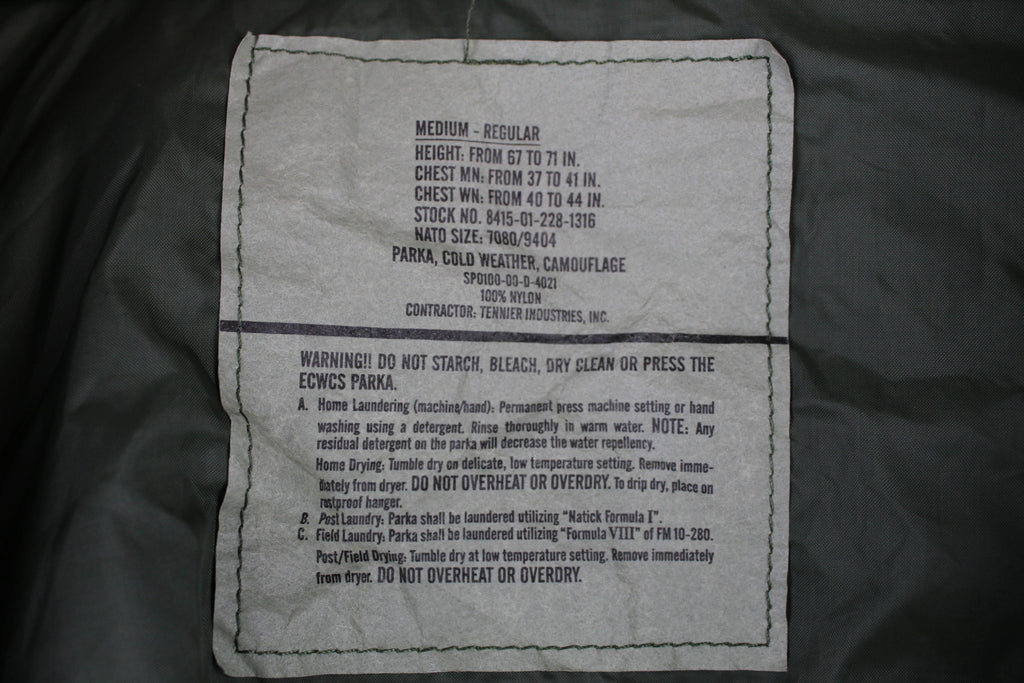 MEDIUM - REGULAR
HEIGHT: FROM 67 TO 71 IN.
CHEST MN: FROM 37 TO 41 IN.
CHEST WN: FROM 40 TO 44 IN.
STOCK NO. 8415-01-228-1316
NATO SIZE: 7080/9404
PARKA, COLD WEATHER, CAMOUFLAGE
SPO100-00-D-4021
100% NYLON
CONTRACTOR: TENNIER INDUSTRIES, INC.
WARNING!! DO NOT STARCH, BLEACH, DRY CLEAN OR PRESS THE
ECWCS PARKA.
A. Home Laundering (machine/hand): Permanent press machine setting or hand
washing using a detergent. Rinse thoroughly in warm water. NOTE: Any
residual detergent on the parka will decrease the water repellency.
Home Drying: Tumble dry on delicate, low temperature setting. Remove imme-
diately from dryer. DO NOT OVERHEAT OR OVERDRY. To drip dry, place on
rustproof hanger.
B. Post Laundry: Parka shall be laundered utilizing "Natick Formula I".
C. Field Laundry: Parka shall be laundered utilizing "Formula VIII" of FM 10-280.
Post/Field Drying: Tumble dry at low temperature setting. Remove immediately
from dryer. DO NOT OVERHEAT OR OVERDRY.